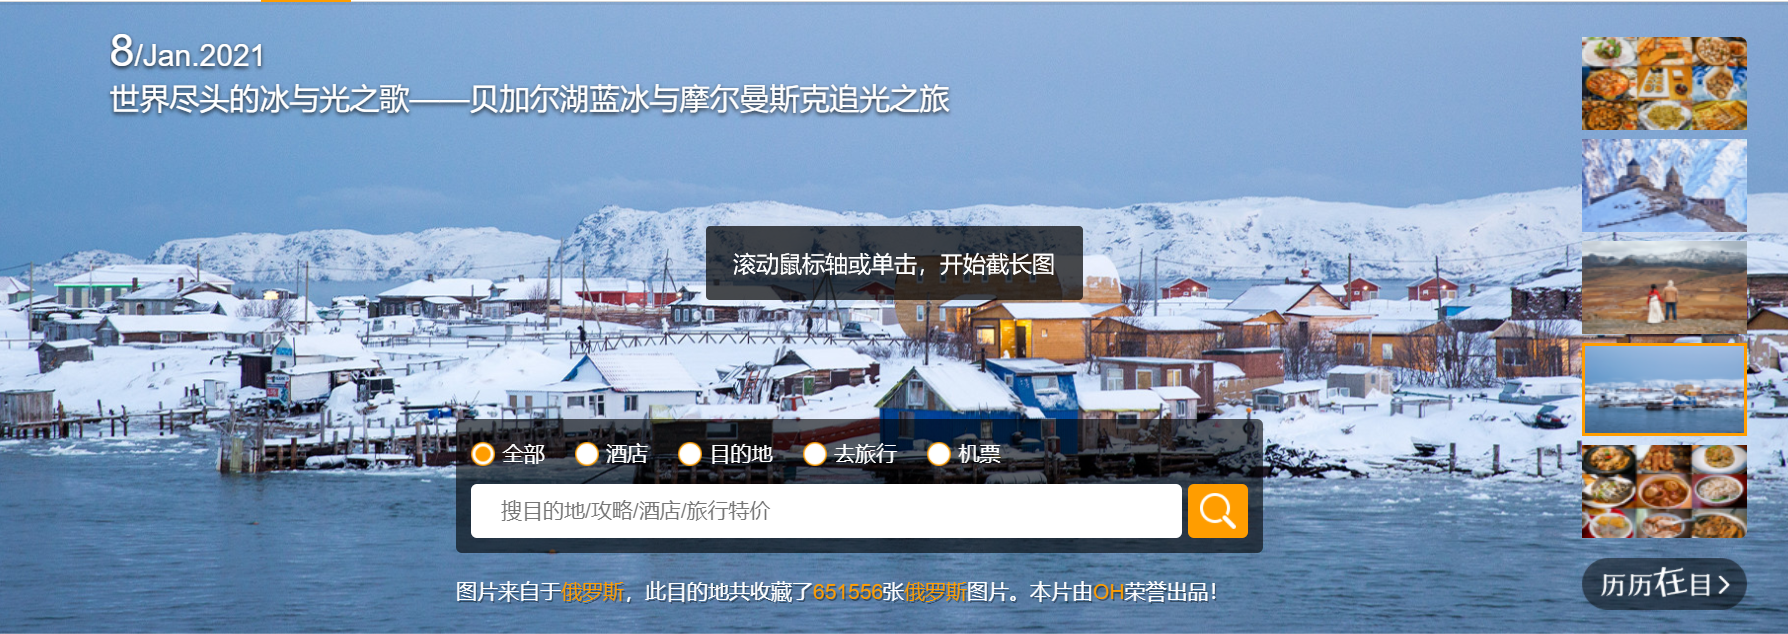 8/Jan.2021
世界尽头的冰与光之歌——贝加尔湖蓝冰与摩尔曼斯克追光之旅
滚动鼠标轴或单击，开始截长图
全部 酒店 目的地 去旅行 机票
搜目的地/攻略/酒店/旅行特价
图片来自于俄罗斯，此目的地共收藏了651556张俄罗斯图片。本片由OH荣誉出品！
历历在目